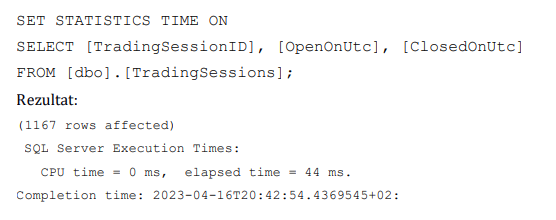 SET STATISTICS TIME ON
SELECT [TradingSessionID], [OpenOnUtc], [ClosedOnUtc]
FROM [dbo].[TradingSessions];
Rezultat:
(1167 rows affected)
SQL Server Execution Times:
CPU time = 0 ms, elapsed time = 44 ms.
Completion time: 2023-04-16T20:42:54.4369545+02: